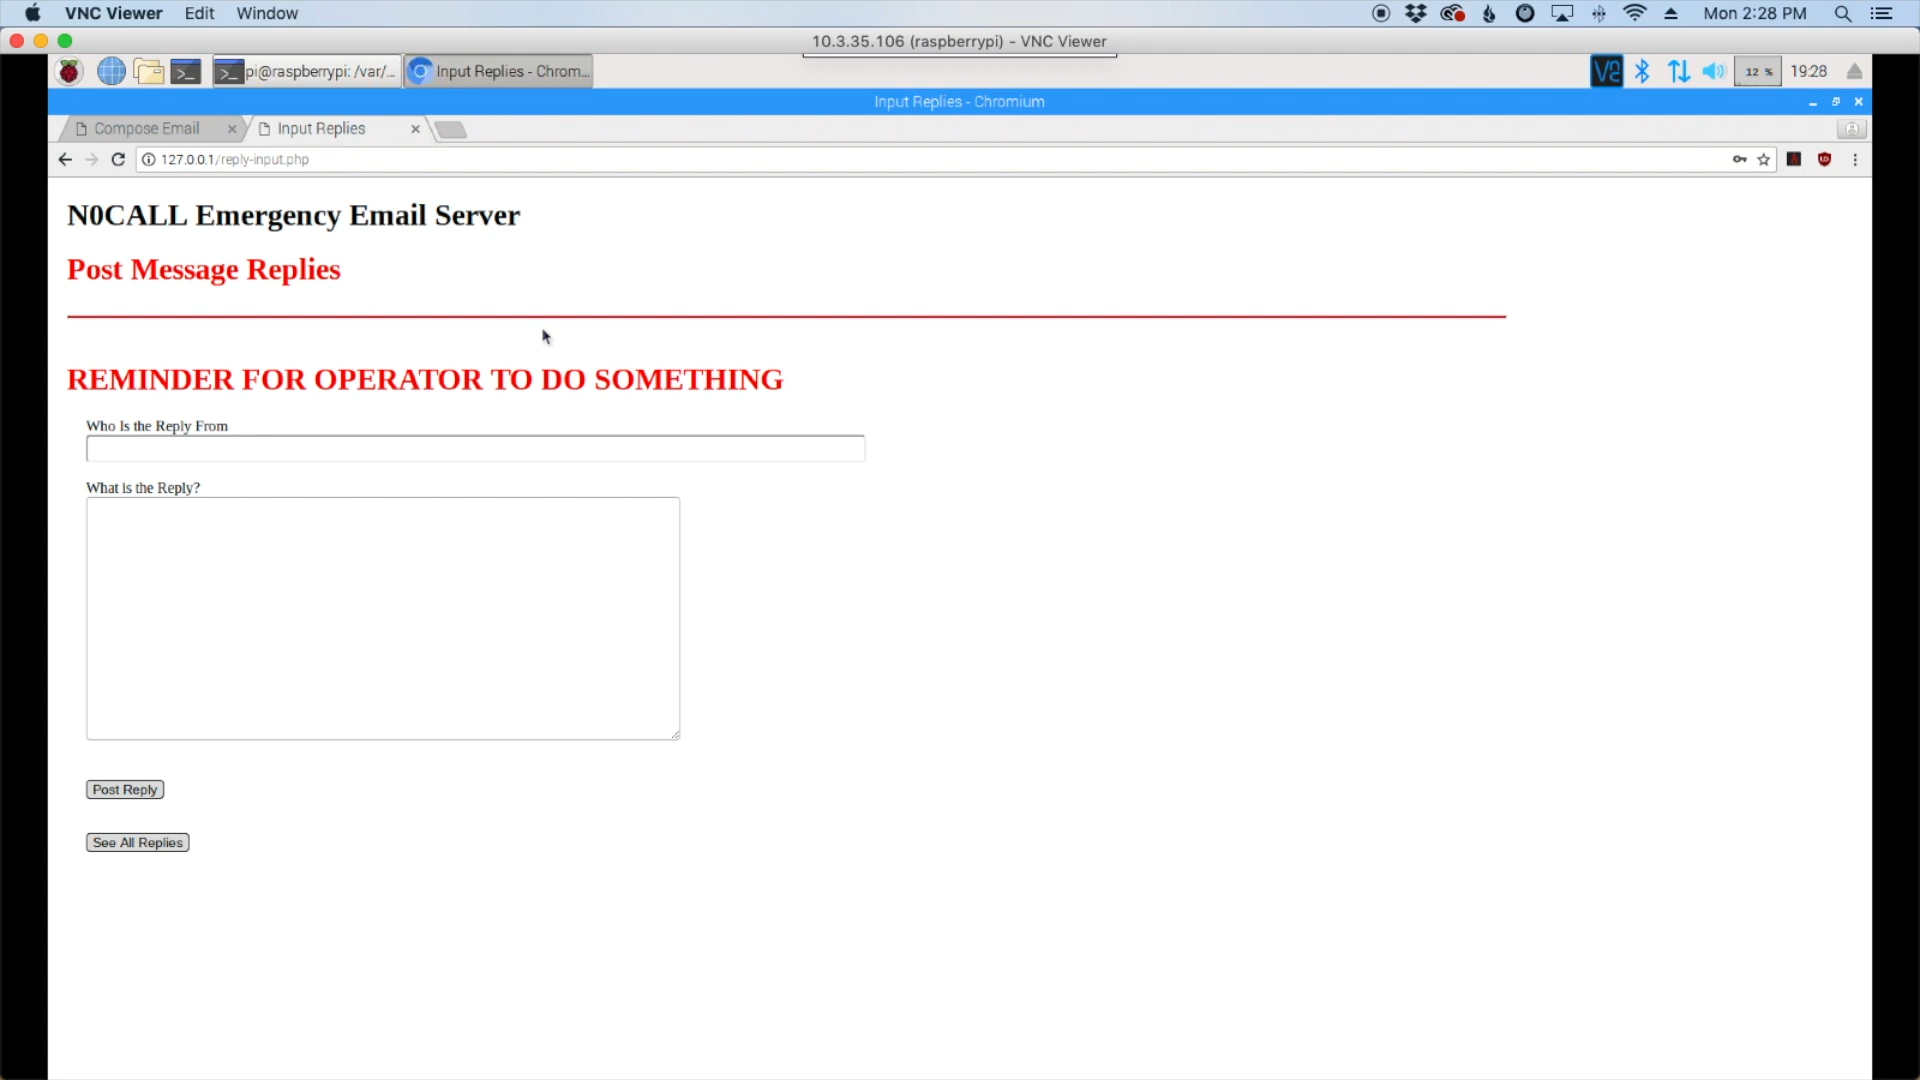 VNC Viewer Edit Window Mon 2:28 PM
10.3.35.106 (raspberrypi) - VNC Viewer
pi@raspberrypi: /var/... Input Replies - Chrom... 12 % 19:28
Input Replies - Chromium
Compose Email Input Replies
127.0.0.1/reply-input.php
N0CALL Emergency Email Server
Post Message Replies
REMINDER FOR OPERATOR TO DO SOMETHING
Who Is the Reply From
What is the Reply?
Post Reply
See All Replies